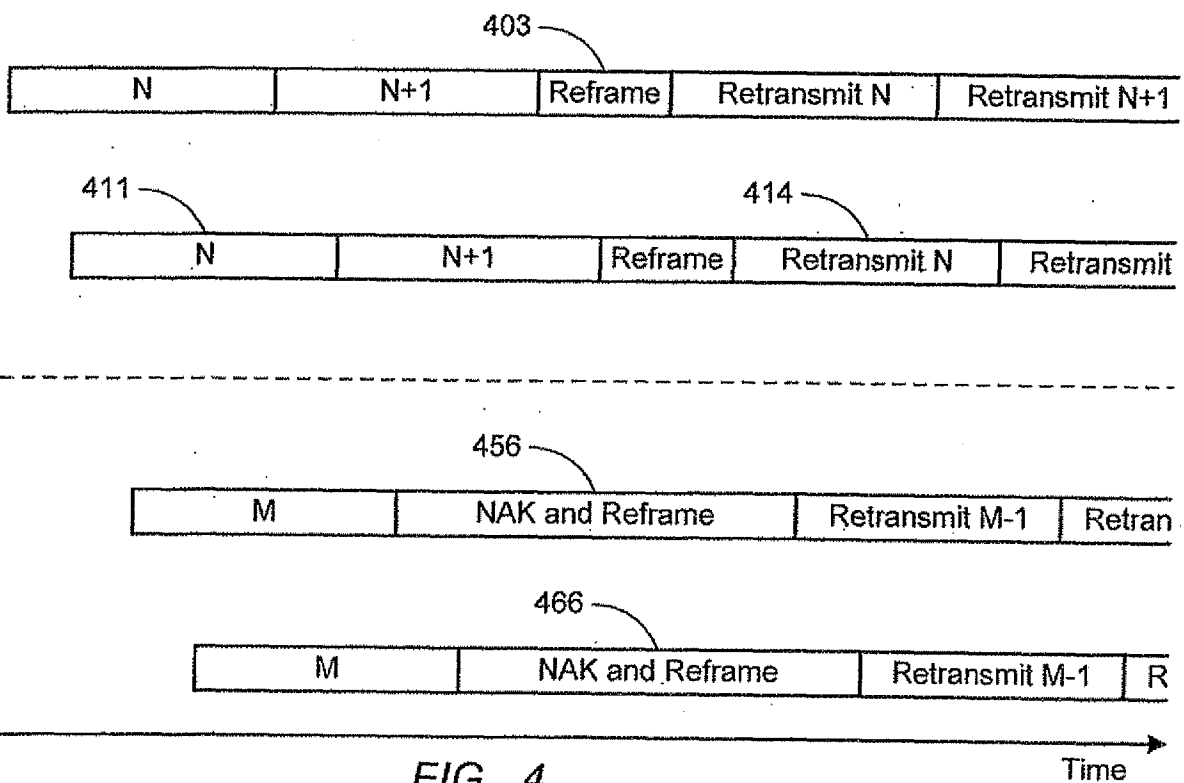 403
N N+1 Reframe Retransmit N Retransmit N+1
411 414
N N+1 Reframe Retransmit N Retransmit
456
M NAK and Reframe Retransmit M-1 Retran
466
M NAK and Reframe Retransmit M-1 R
Time
FIG. 4